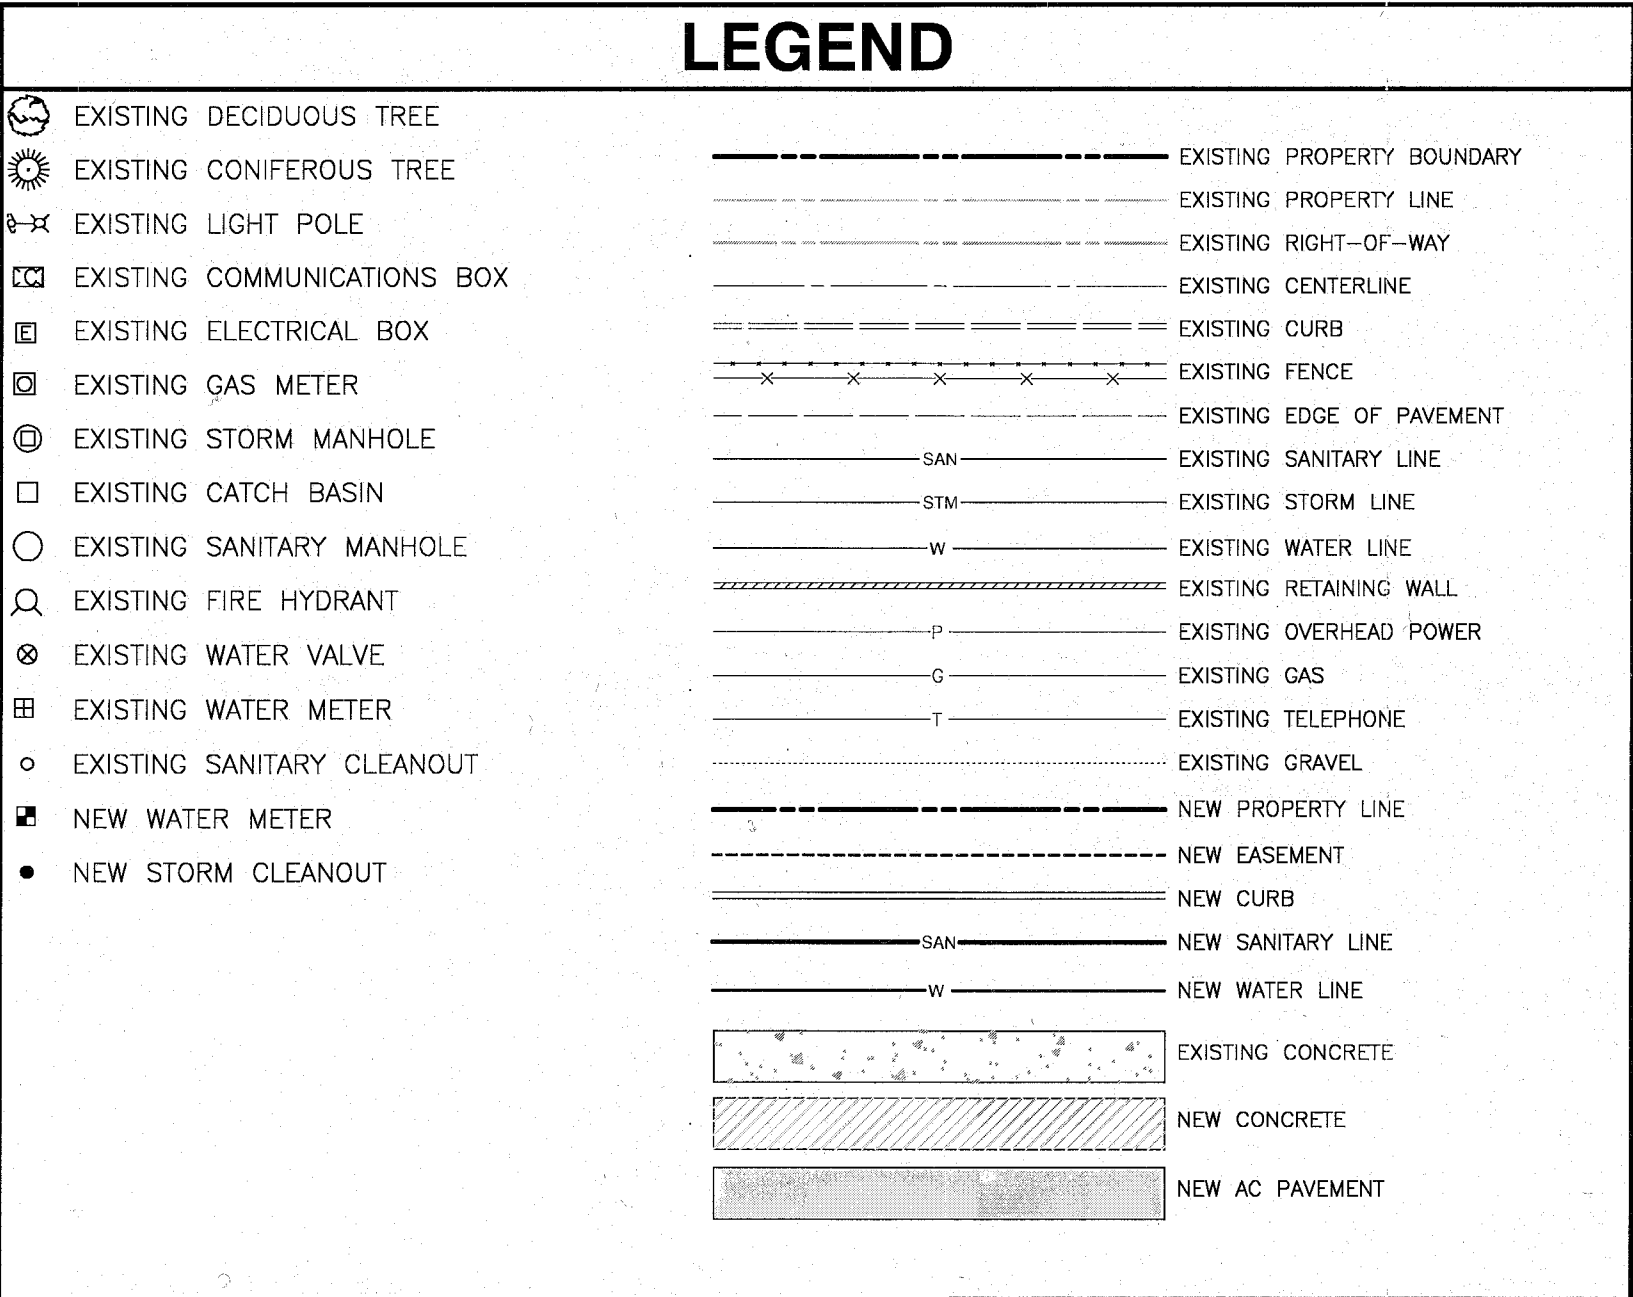 LEGEND
EXISTING DECIDUOUS TREE
EXISTING CONIFEROUS TREE
EXISTING LIGHT POLE
C EXISTING COMMUNICATIONS BOX
E EXISTING ELECTRICAL BOX
EXISTING GAS METER
EXISTING STORM MANHOLE
EXISTING CATCH BASIN
EXISTING SANITARY MANHOLE
EXISTING FIRE HYDRANT
EXISTING WATER VALVE
EXISTING WATER METER
EXISTING SANITARY CLEANOUT
NEW WATER METER
NEW STORM CLEANOUT
EXISTING PROPERTY BOUNDARY
EXISTING PROPERTY LINE
EXISTING RIGHT-OF-WAY
EXISTING CENTERLINE
EXISTING CURB
EXISTING FENCE
EXISTING EDGE OF PAVEMENT
SAN EXISTING SANITARY LINE
STM EXISTING STORM LINE
W EXISTING WATER LINE
EXISTING RETAINING WALL
P EXISTING OVERHEAD POWER
G EXISTING GAS
T EXISTING TELEPHONE
EXISTING GRAVEL
NEW PROPERTY LINE
NEW EASEMENT
NEW CURB
SAN NEW SANITARY LINE
W NEW WATER LINE
EXISTING CONCRETE
NEW CONCRETE
NEW AC PAVEMENT